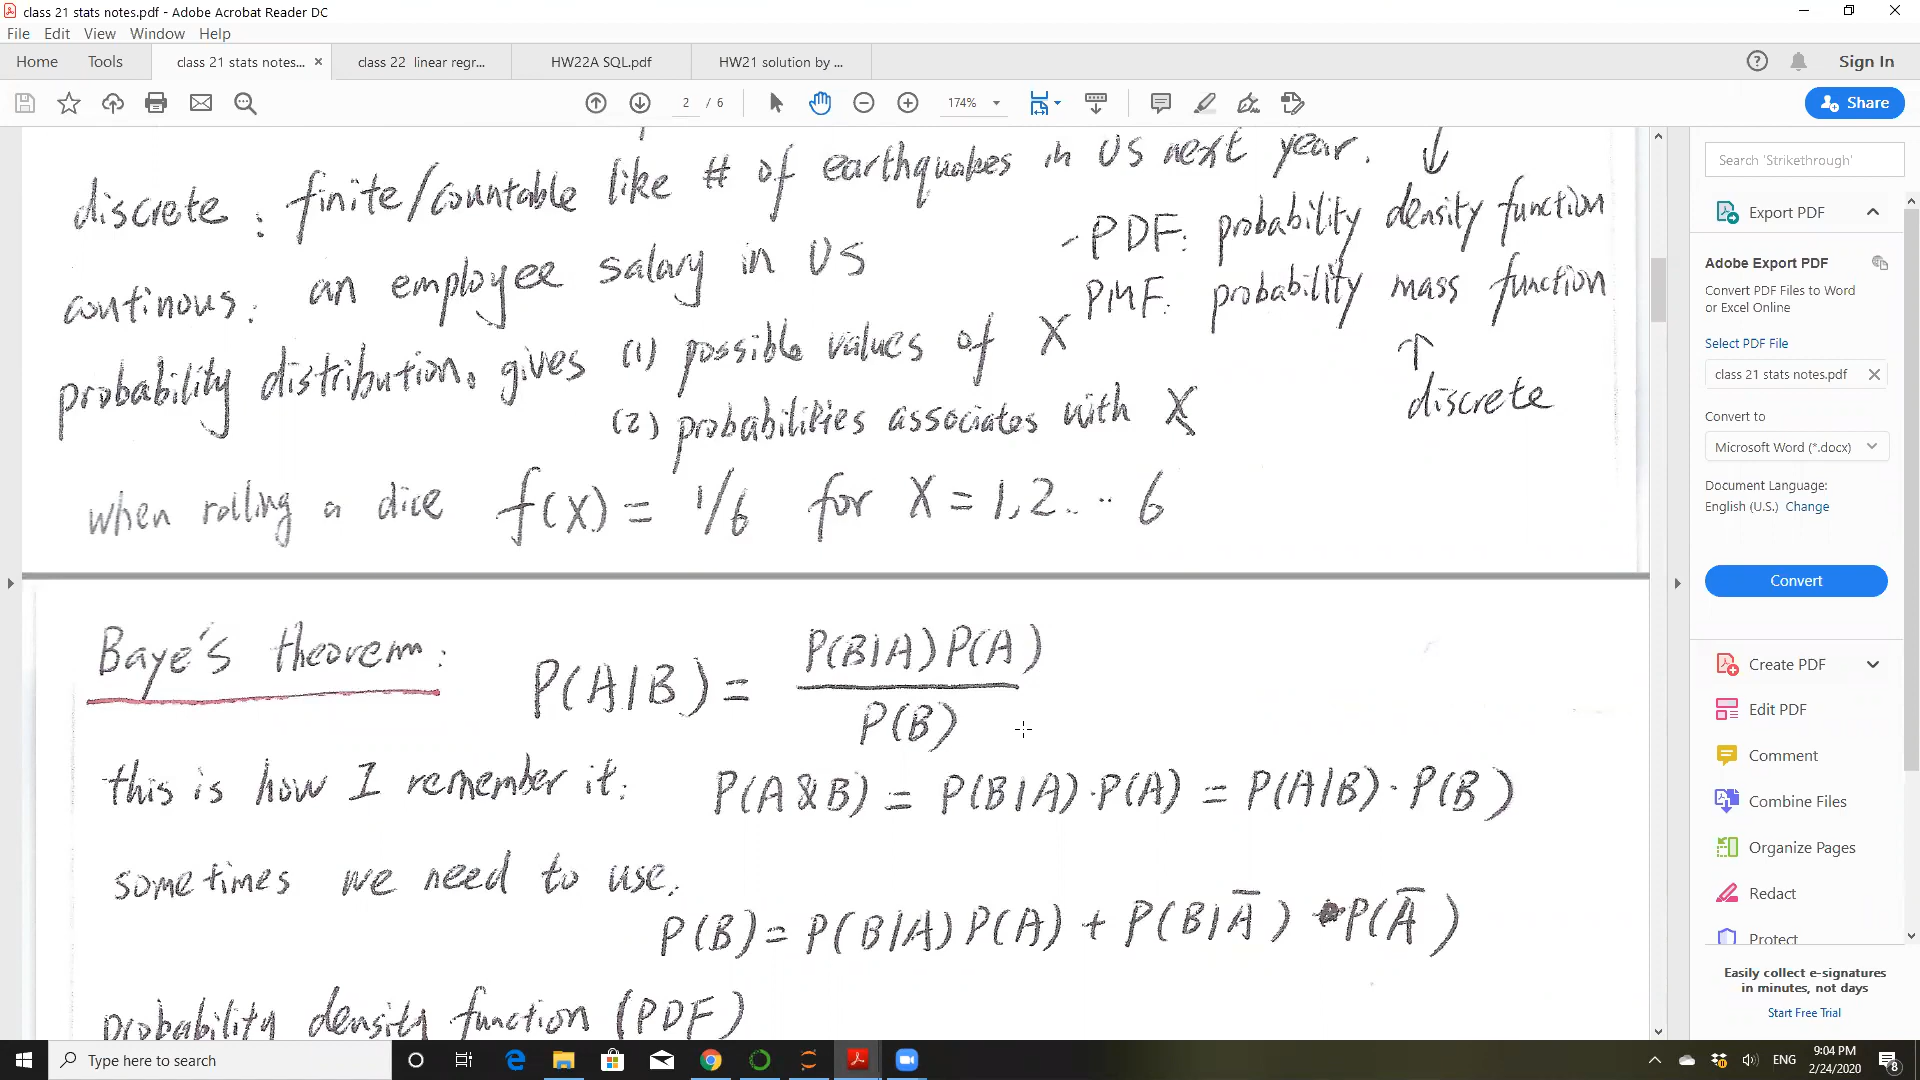 class 21 stats notes.pdf - Adobe Acrobat Reader DC
File Edit View Window Help
Home Tools class 21 stats notes... × class 22 linear regr... HW22A SQL.pdf HW21 solution by ... Sign In
2 / 6 174% Share
discrete: finite/countable like # of earthquakes in US next year.
continous: an employee salary in US
PDF: probability density function
PMF: probability mass function
discrete
probability distribution. gives (1) possible values of X
(2) probabilities associates with X
when rolling a dice f(X) = 1/6 for X = 1, 2 .. .. 6
Baye's theorem: P(A|B) = P(B|A)P(A) / P(B)
this is how I remember it: P(A&B) = P(B|A)·P(A) = P(A|B)·P(B)
sometimes we need to use.
P(B) = P(B|A)P(A) + P(B|A̅) P(A̅)
probability density function (PDF)
Search 'Strikethrough'
Export PDF
Adobe Export PDF
Convert PDF Files to Word
or Excel Online
Select PDF File
class 21 stats notes.pdf ×
Convert to
Microsoft Word (*.docx)
Document Language:
English (U.S.) Change
Convert
Create PDF
Edit PDF
Comment
Combine Files
Organize Pages
Redact
Protect
Easily collect e-signatures
in minutes, not days
Start Free Trial
Type here to search
ENG
9:04 PM
2/24/2020
8